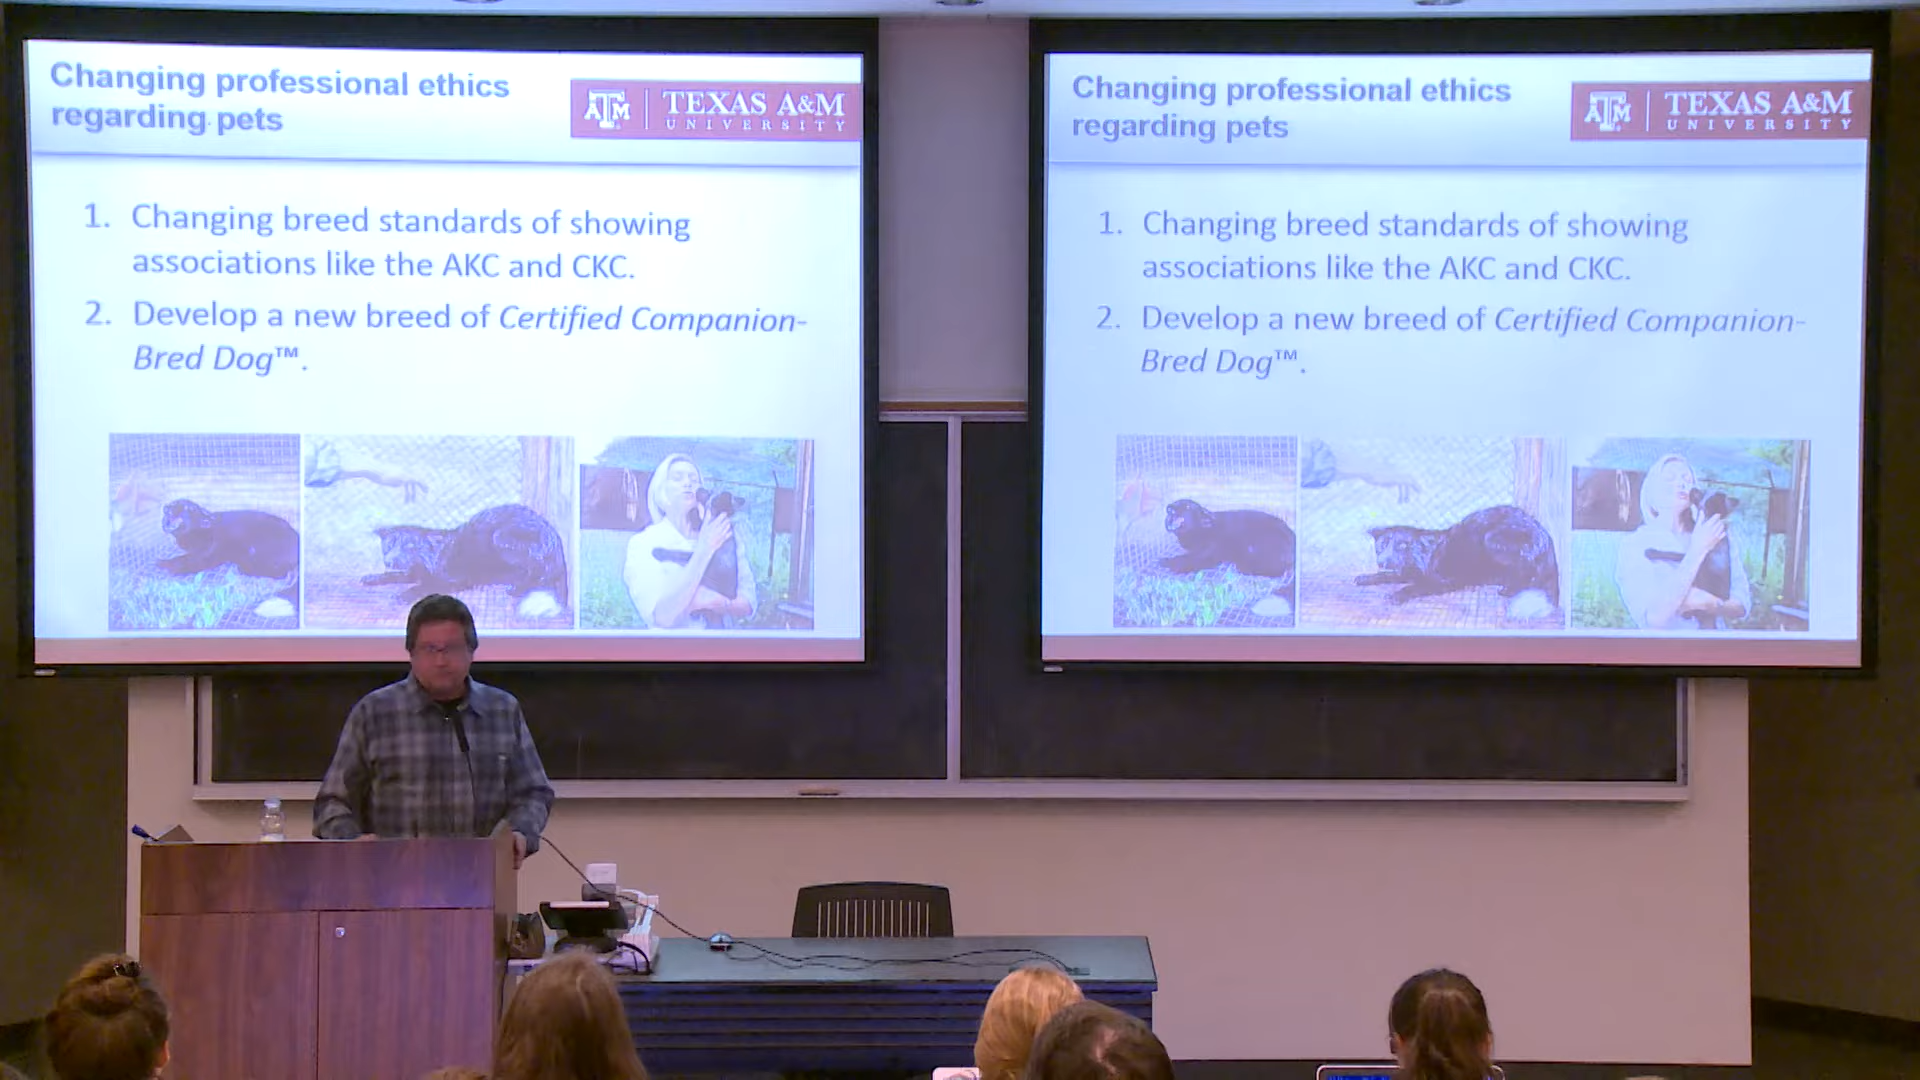 Changing professional ethics
regarding pets
ATM TEXAS A&M
UNIVERSITY
1. Changing breed standards of showing
associations like the AKC and CKC.
2. Develop a new breed of Certified Companion-
Bred Dog™.
Changing professional ethics
regarding pets
ATM TEXAS A&M
UNIVERSITY
1. Changing breed standards of showing
associations like the AKC and CKC.
2. Develop a new breed of Certified Companion-
Bred Dog™.